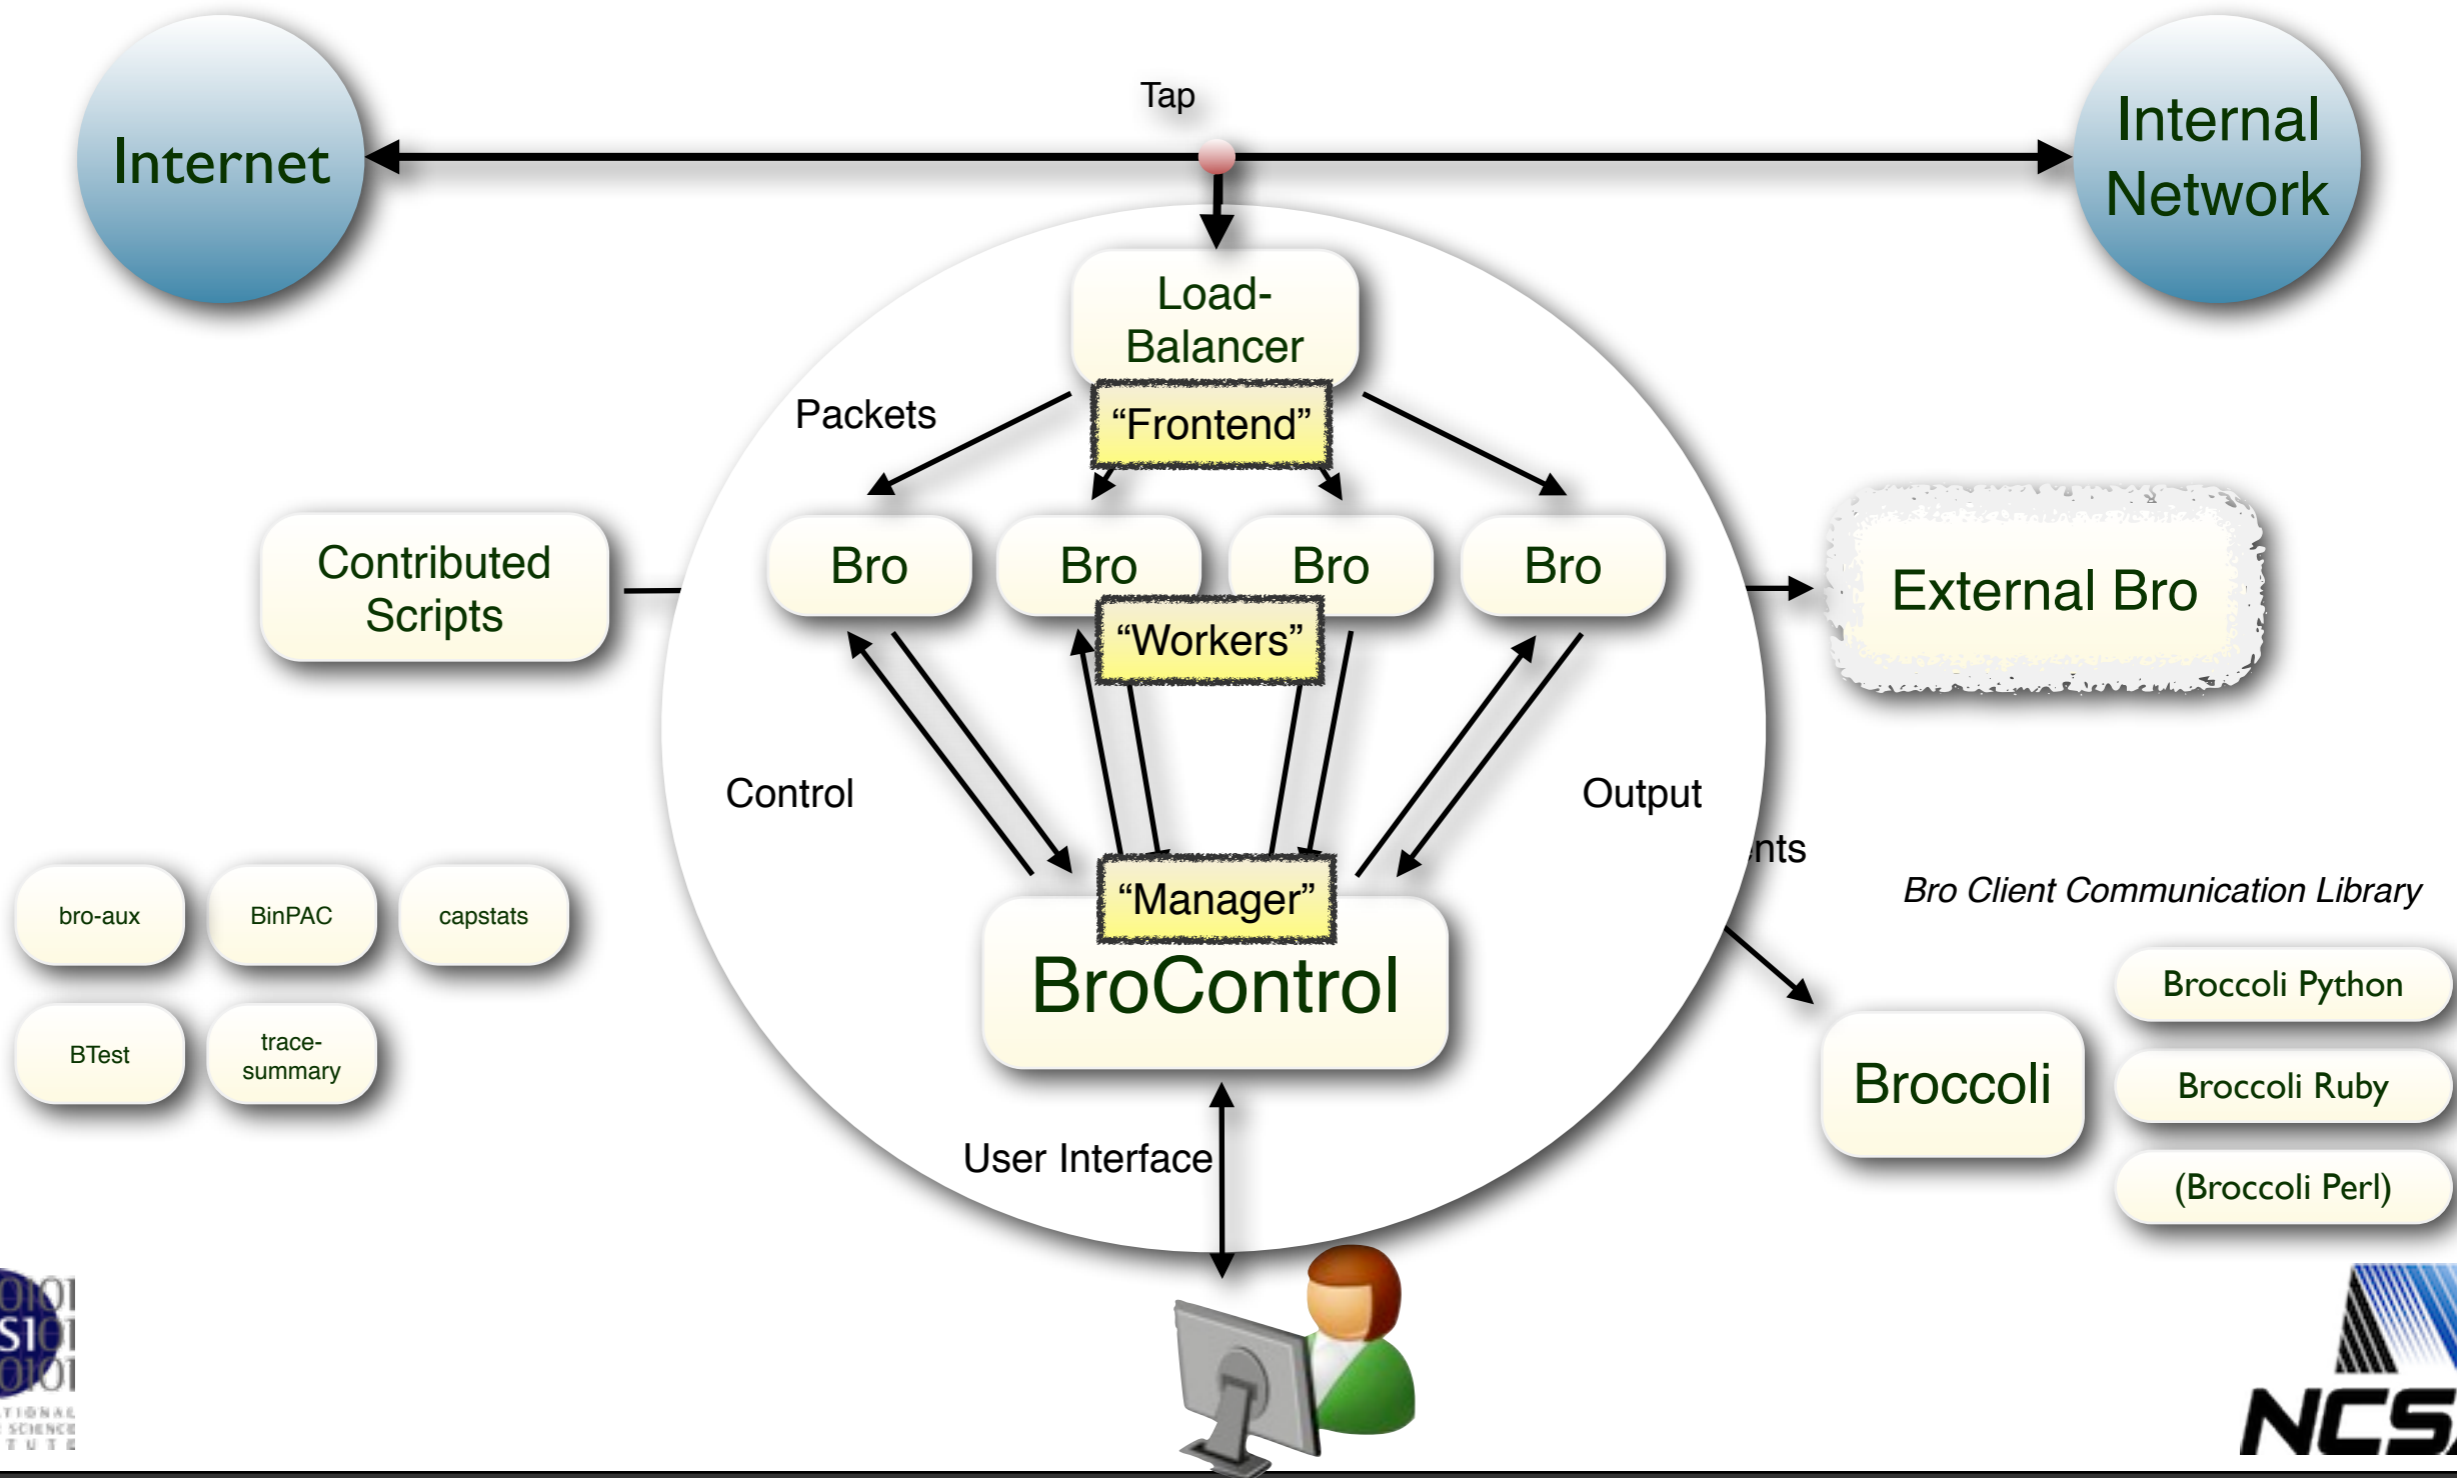 Tap
Internet
Internal
Network
Load-
Balancer
Packets
“Frontend”
Contributed
Scripts
Bro
Bro
Bro
Bro
External Bro
“Workers”
Control
Output
nts
Bro Client Communication Library
bro-aux
BinPAC
capstats
“Manager”
BroControl
Broccoli Python
BTest
trace-
summary
Broccoli
Broccoli Ruby
User Interface
(Broccoli Perl)
NCS